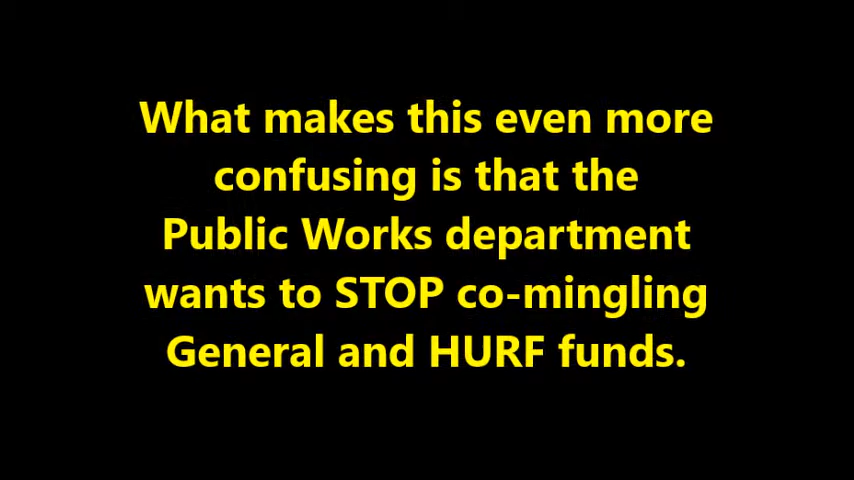 What makes this even more
confusing is that the
Public Works department
wants to STOP co-mingling
General and HURF funds.